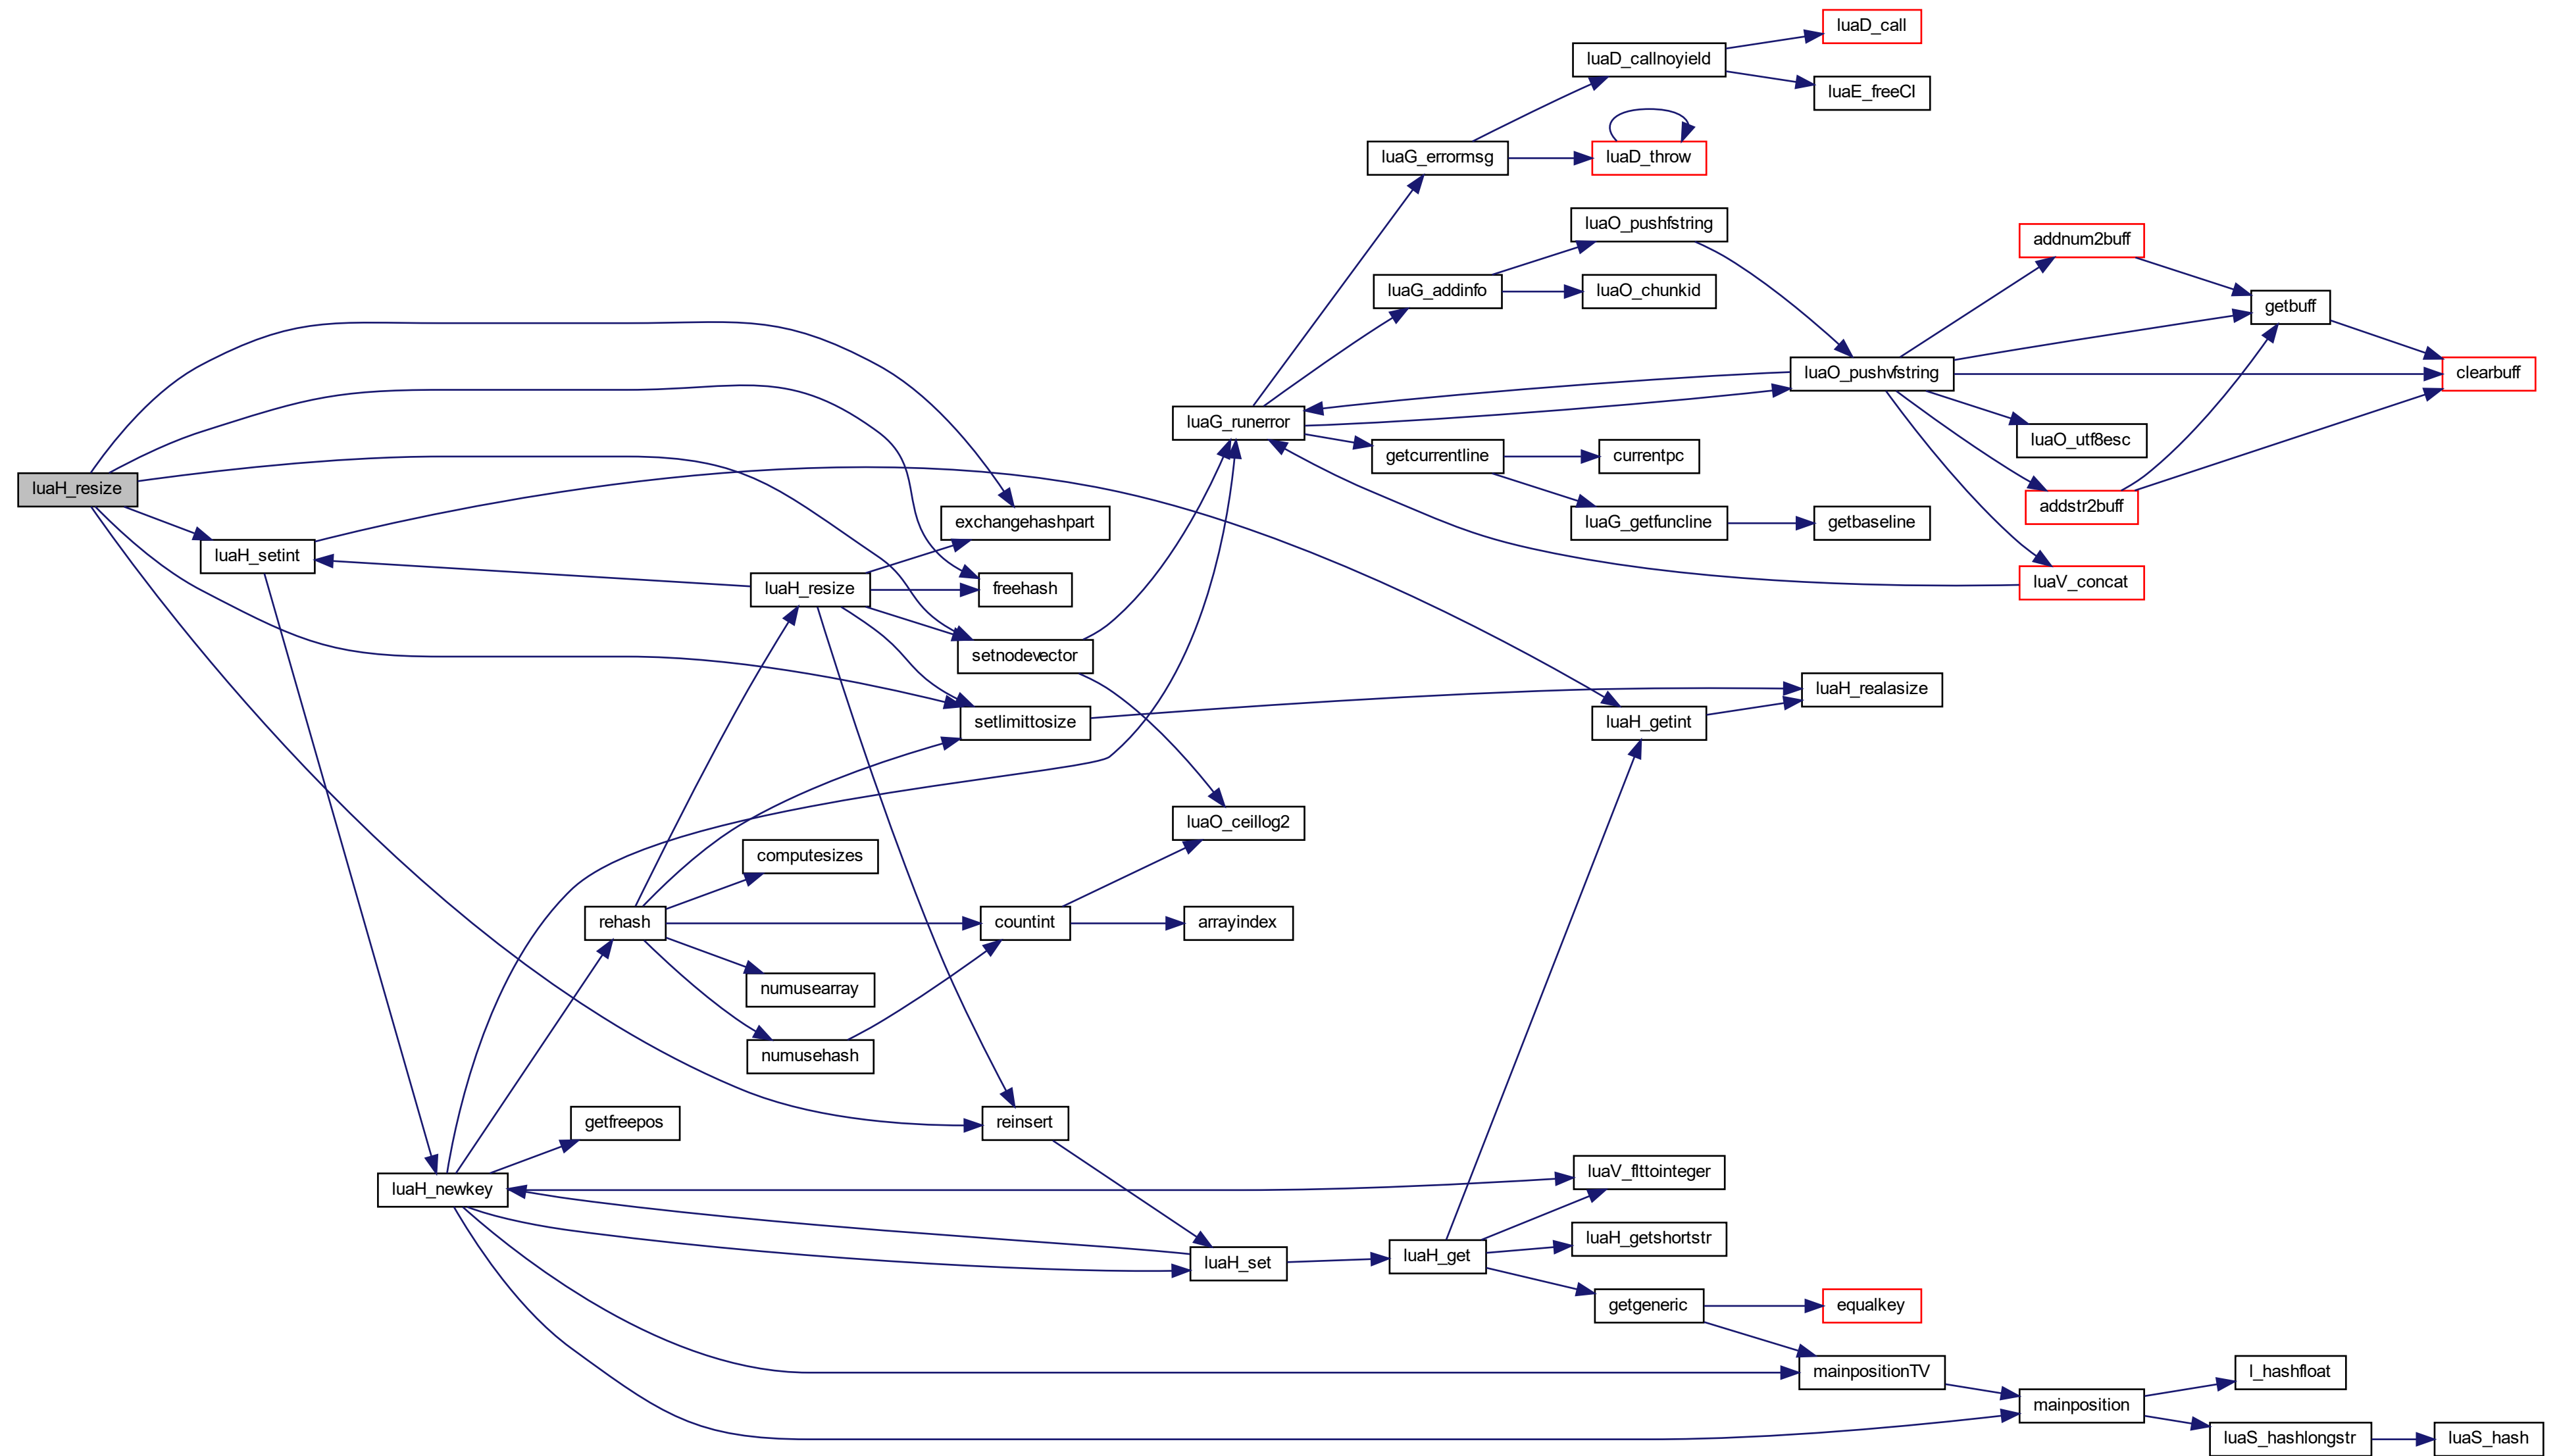 luaD_call
luaD_callnoyield
luaE_freeCI
luaG_errormsg
luaD_throw
luaO_pushfstring
addnum2buff
luaG_addinfo
luaO_chunkid
getbuff
luaO_pushvfstring
clearbuff
luaG_runerror
luaO_utf8esc
getcurrentline
currentpc
luaH_resize
addstr2buff
exchangehashpart
luaG_getfuncline
getbaseline
luaH_setint
luaV_concat
luaH_resize
freehash
setnodevector
luaH_realasize
setlimittosize
luaH_getint
luaO_ceillog2
computesizes
rehash
countint
arrayindex
numusearray
numusehash
getfreepos
reinsert
luaV_flttointeger
luaH_newkey
luaH_getshortstr
luaH_set
luaH_get
getgeneric
equalkey
mainpositionTV
l_hashfloat
mainposition
luaS_hashlongstr
luaS_hash